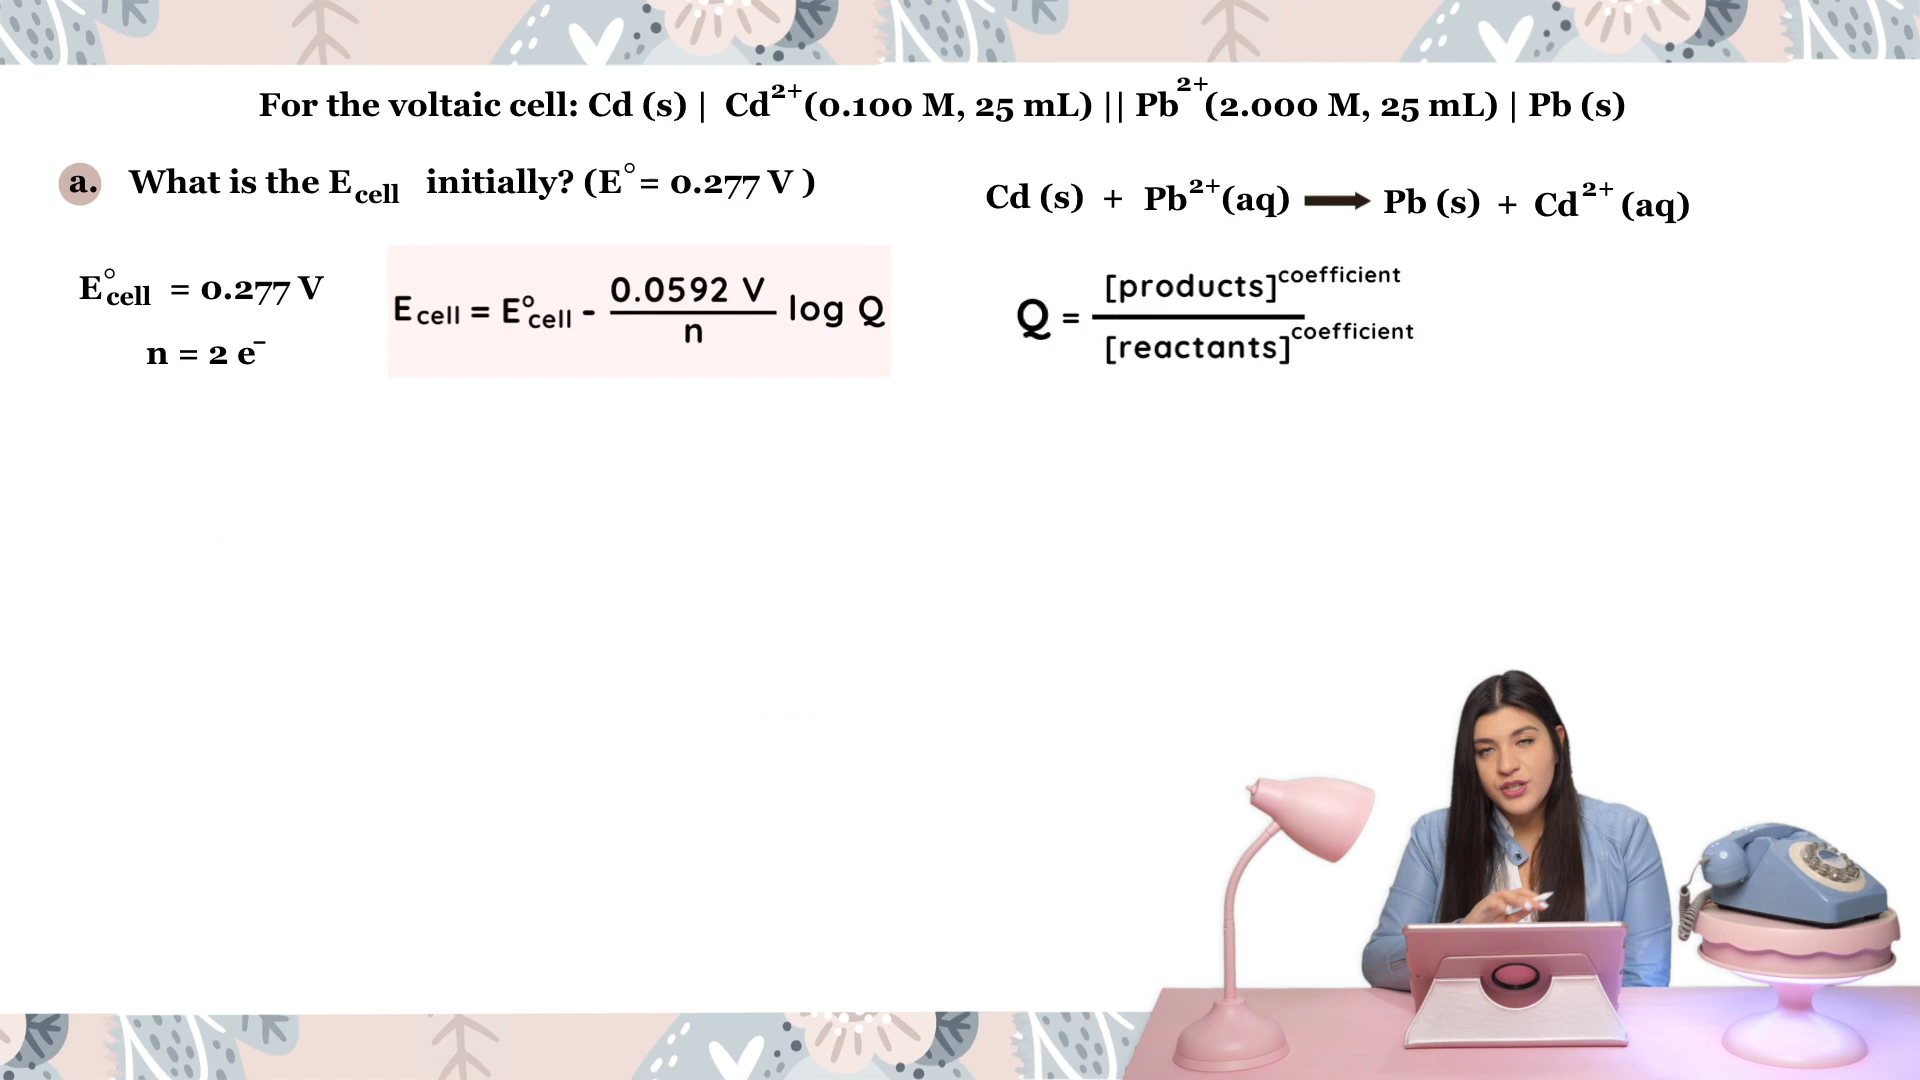 For the voltaic cell: Cd (s) | Cd²⁺(0.100 M, 25 mL) || Pb²⁺(2.000 M, 25 mL) | Pb (s)
a. What is the E cell initially? (E° = 0.277 V )
Cd (s) + Pb²⁺(aq) ⟶ Pb (s) + Cd²⁺ (aq)
E°cell = 0.277 V
n = 2 e⁻
E cell = E°cell - 0.0592 V / n log Q
Q = [products]^coefficient / [reactants]^coefficient